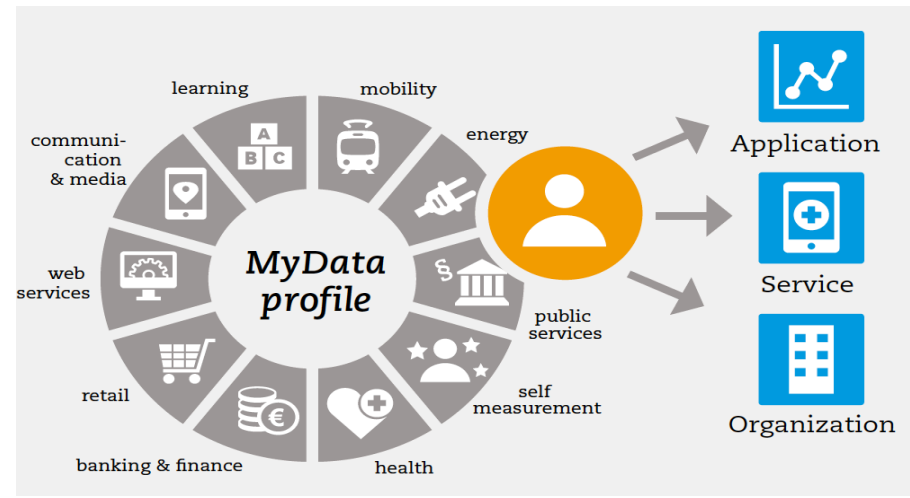 learning
mobility
communi-
cation
& media
energy
A
B C
web
services
MyData
profile
§
public
services
retail
€
self
measurement
banking & finance
health
Application
Service
Organization